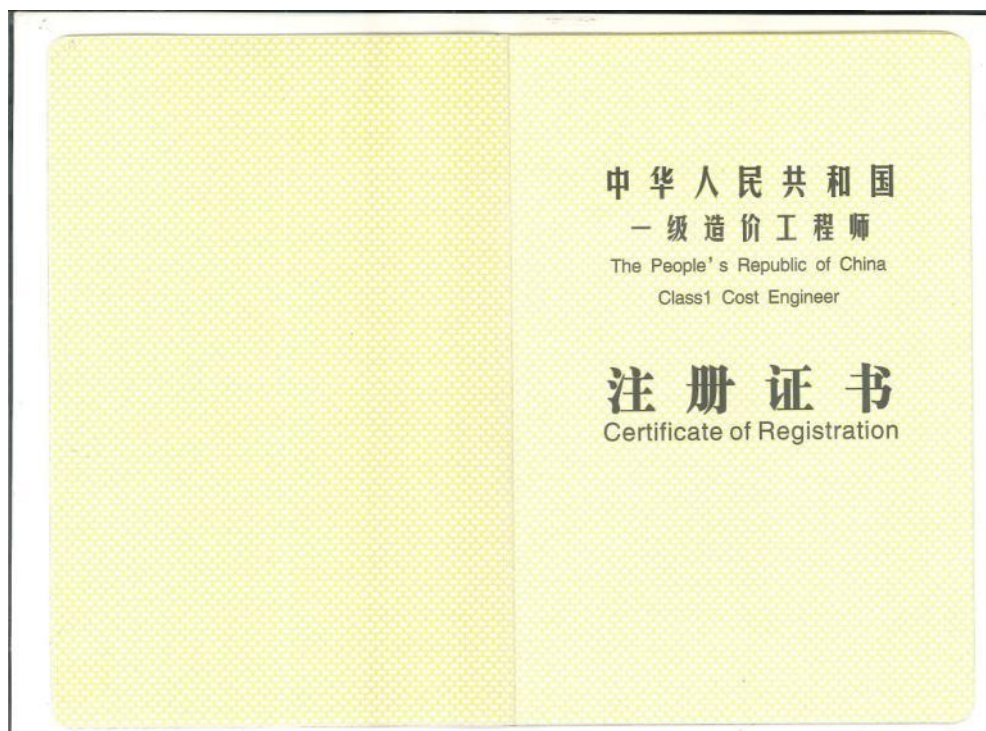 中华人民共和国
一级造价工程师
The People's Republic of China
Class1 Cost Engineer
注册证书
Certificate of Registration